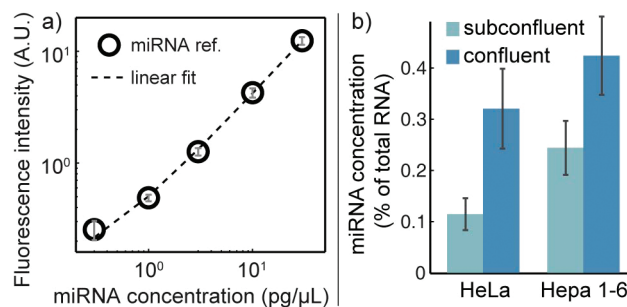 a)
Fluorescence intensity (A.U.)
10¹
10⁰
miRNA ref.
linear fit
10⁰
10¹
miRNA concentration (pg/µL)
b)
miRNA concentration
(% of total RNA)
0.4
0.3
0.2
0.1
0
subconfluent
confluent
HeLa
Hepa 1-6